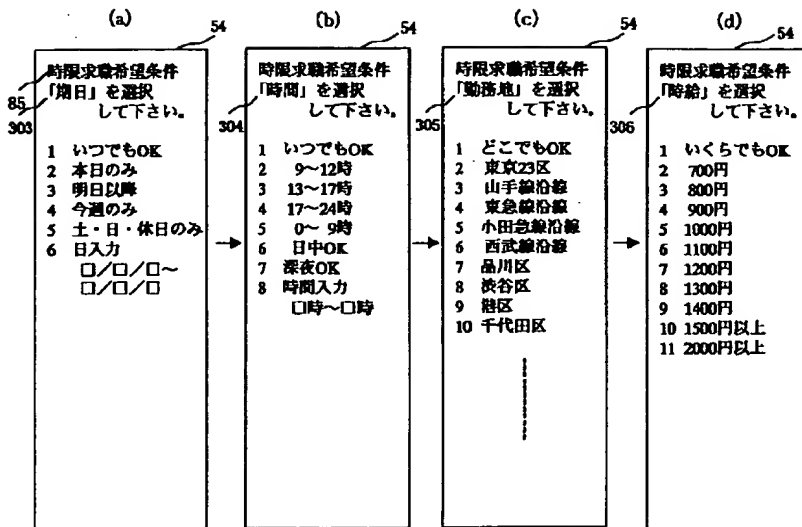 (a)
54
時限求職希望条件
85
「期日」を選択
303
して下さい。
1 いつでもOK
2 本日のみ
3 明日以降
4 今週のみ
5 土・日・休日のみ
6 日入力
□/□/□~
□/□/□
(b)
54
時限求職希望条件
「時間」を選択
304
して下さい。
1 いつでもOK
2 9~12時
3 13~17時
4 17~24時
5 0~ 9時
6 日中OK
7 深夜OK
8 時間入力
□時~□時
(c)
54
時限求職希望条件
「勤務地」を選択
305
して下さい。
1 どこでもOK
2 東京23区
3 山手線沿線
4 東急線沿線
5 小田急線沿線
6 西武線沿線
7 品川区
8 渋谷区
9 港区
10 千代田区
(d)
54
時限求職希望条件
「時給」を選択
306
して下さい。
1 いくらでもOK
2 700円
3 800円
4 900円
5 1000円
6 1100円
7 1200円
8 1300円
9 1400円
10 1500円以上
11 2000円以上